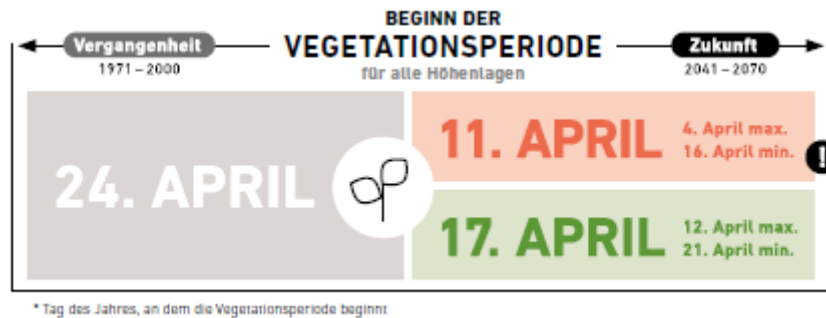 BEGINN DER
VEGETATIONSPERIODE
für alle Höhenlagen
Vergangenheit
1971 – 2000
Zukunft
2041 – 2070
24. APRIL
11. APRIL
4. April max.
16. April min.
!
17. APRIL
12. April max.
21. April min.
* Tag des Jahres, an dem die Vegetationsperiode beginnt